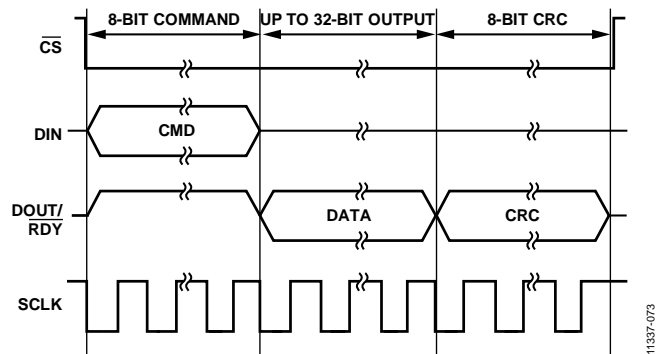 8-BIT COMMAND UP TO 32-BIT OUTPUT 8-BIT CRC
CS
DIN CMD
DOUT/
RDY DATA CRC
SCLK
11337-073